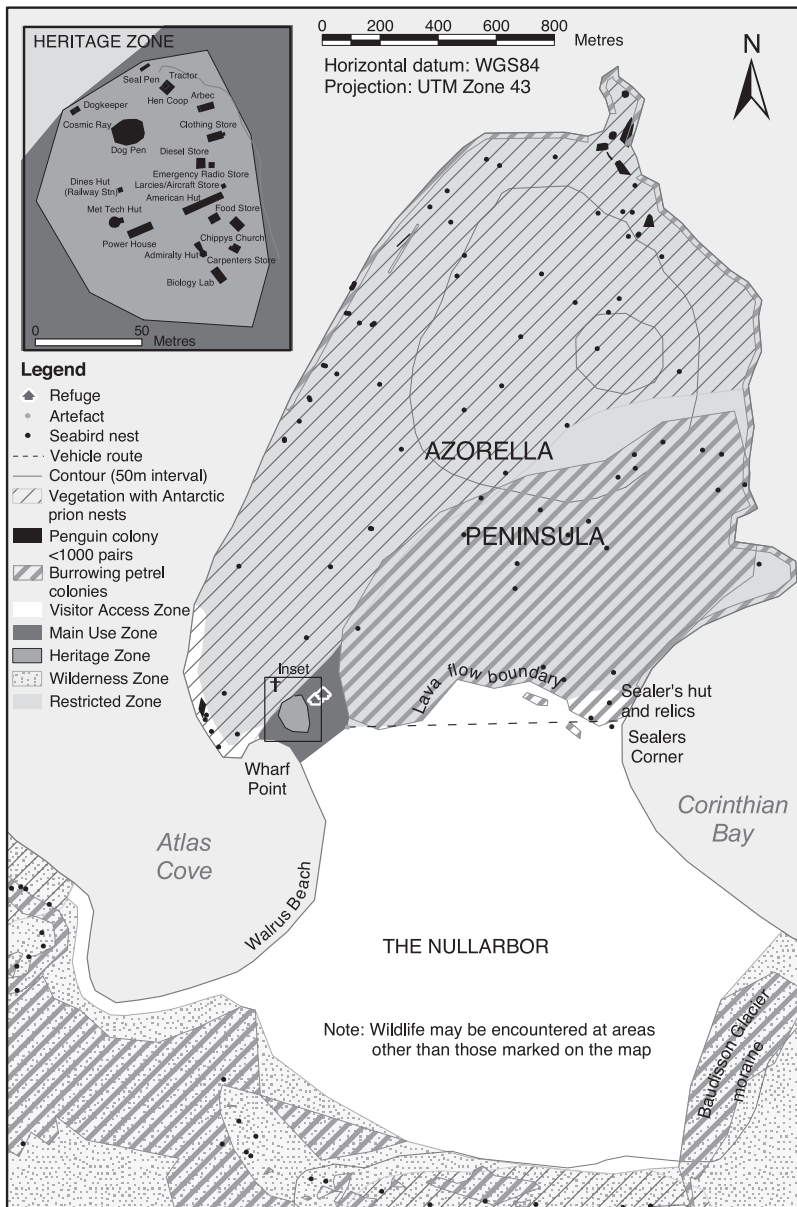 HERITAGE ZONE
Seal Pen
Tractor
Hen Coop
Arbec
Dogkeeper
Cosmic Ray
Clothing Store
Dog Pen
Diesel Store
Emergency Radio Store
Dines Hut
(Railway Stn)
Larcies/Aircraft Store
American Hut
Met Tech Hut
Food Store
Power House
Chippys Church
Admiralty Hut
Carpenters Store
Biology Lab
0 50
Metres
0 200 400 600 800 Metres
Horizontal datum: WGS84
Projection: UTM Zone 43
N
Legend
Refuge
Artefact
Seabird nest
Vehicle route
Contour (50m interval)
Vegetation with Antarctic
prion nests
Penguin colony
<1000 pairs
Burrowing petrel
colonies
Visitor Access Zone
Main Use Zone
Heritage Zone
Wilderness Zone
Restricted Zone
AZORELLA
PENINSULA
Inset
Lava flow boundary
Sealer's hut
and relics
Sealers
Corner
Wharf
Point
Corinthian
Bay
Atlas
Cove
Walrus Beach
THE NULLARBOR
Note: Wildlife may be encountered at areas
other than those marked on the map
Baudisson Glacier
moraine